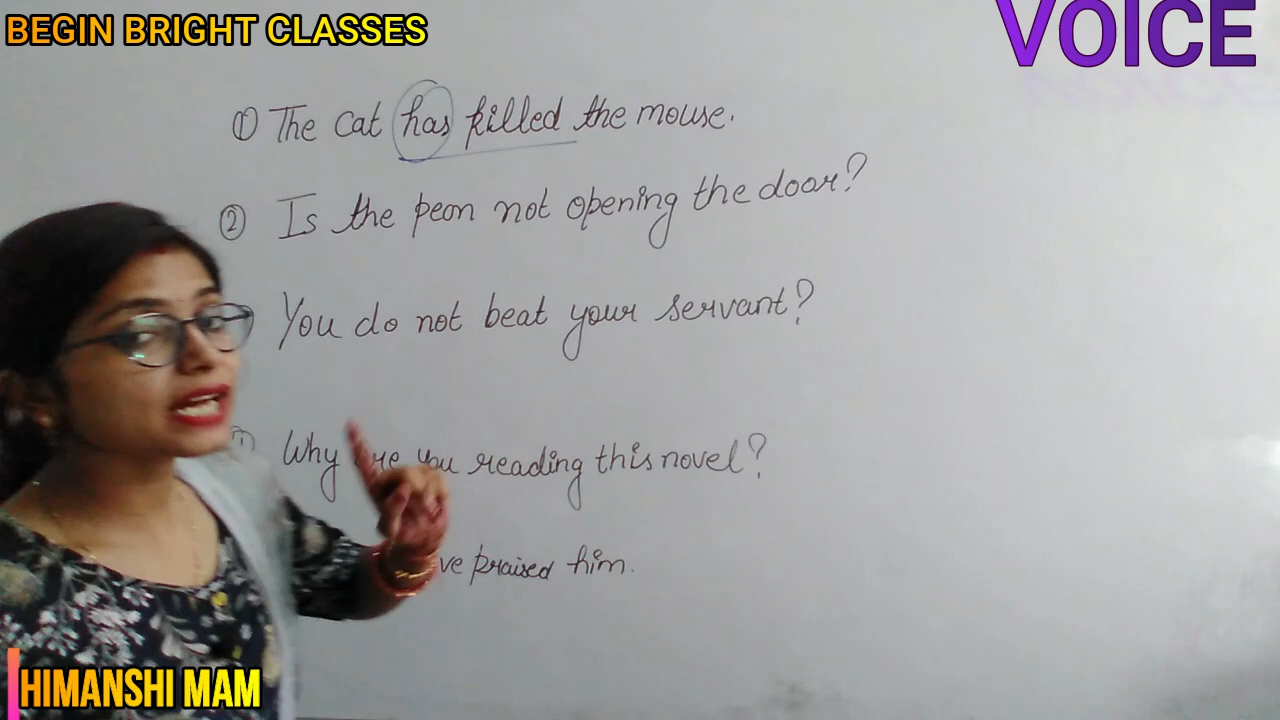 BEGIN BRIGHT CLASSES
VOICE
① The cat has killed the mouse.
② Is the peon not opening the door?
You do not beat your servant?
Why are you reading this novel?
praised him.
HIMANSHI MAM